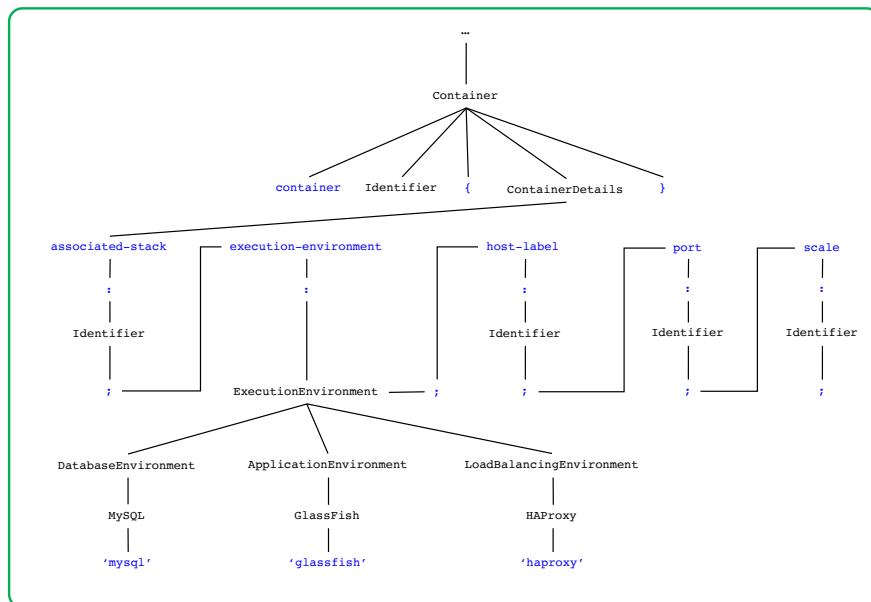 …
Container
container Identifier { ContainerDetails }
associated-stack execution-environment host-label port scale
: : : : :
Identifier Identifier Identifier Identifier
; ExecutionEnvironment ; ; ; ;
DatabaseEnvironment ApplicationEnvironment LoadBalancingEnvironment
MySQL GlassFish HAProxy
‘mysql’ ‘glassfish’ ‘haproxy’